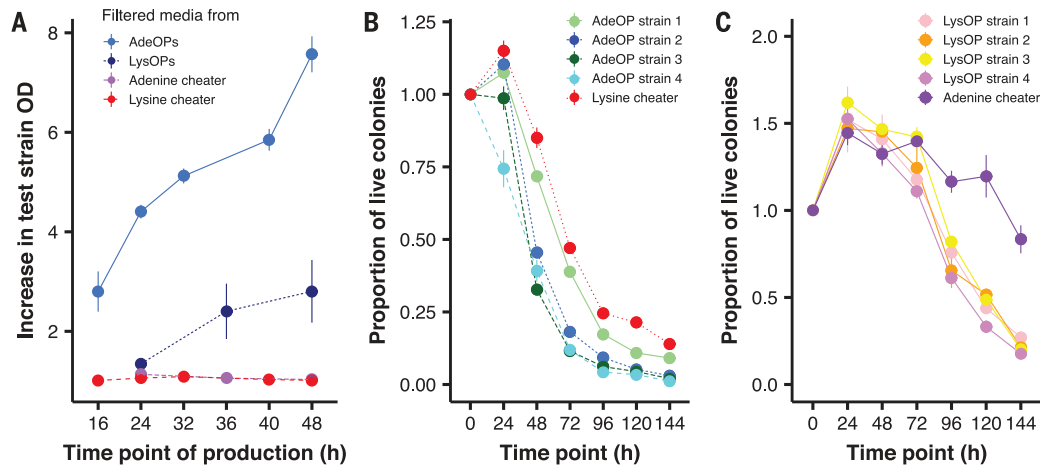 A
Filtered media from
AdeOPs
LysOPs
Adenine cheater
Lysine cheater
Increase in test strain OD
8
6
4
2
16 24 32 36 40 48
Time point of production (h)
B
AdeOP strain 1
AdeOP strain 2
AdeOP strain 3
AdeOP strain 4
Lysine cheater
Proportion of live colonies
1.25
1.00
0.75
0.50
0.25
0.00
0 24 48 72 96 120 144
Time point (h)
C
LysOP strain 1
LysOP strain 2
LysOP strain 3
LysOP strain 4
Adenine cheater
Proportion of live colonies
2.0
1.5
1.0
0.5
0.0
0 24 48 72 96 120 144
Time point (h)